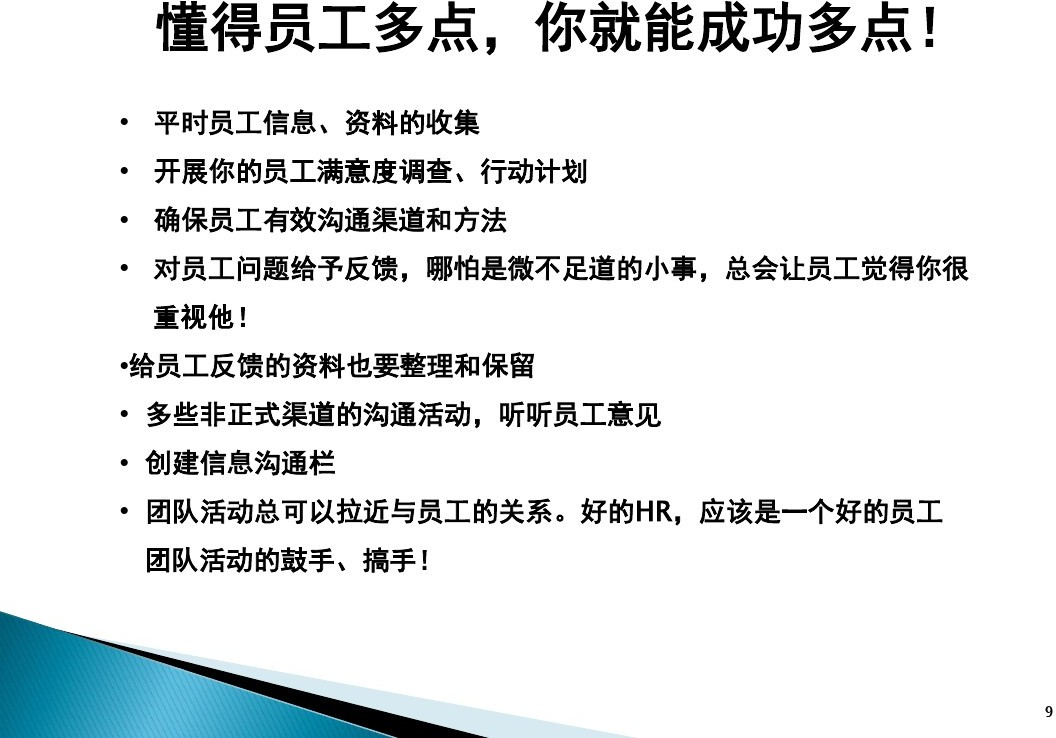 懂得员工多点，你就能成功多点！
• 平时员工信息、资料的收集
• 开展你的员工满意度调查、行动计划
• 确保员工有效沟通渠道和方法
• 对员工问题给予反馈，哪怕是微不足道的小事，总会让员工觉得你很
重视他！
•给员工反馈的资料也要整理和保留
• 多些非正式渠道的沟通活动，听听员工意见
• 创建信息沟通栏
• 团队活动总可以拉近与员工的关系。好的HR，应该是一个好的员工
团队活动的鼓手、搞手！
9